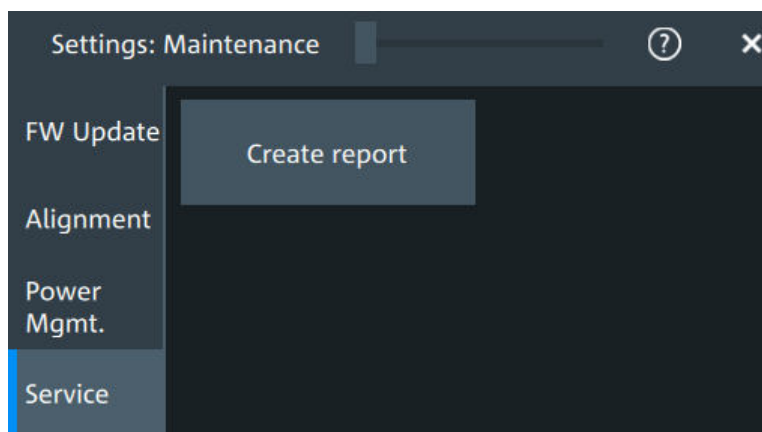 Settings: Maintenance
?
FW Update
Create report
Alignment
Power
Mgmt.
Service